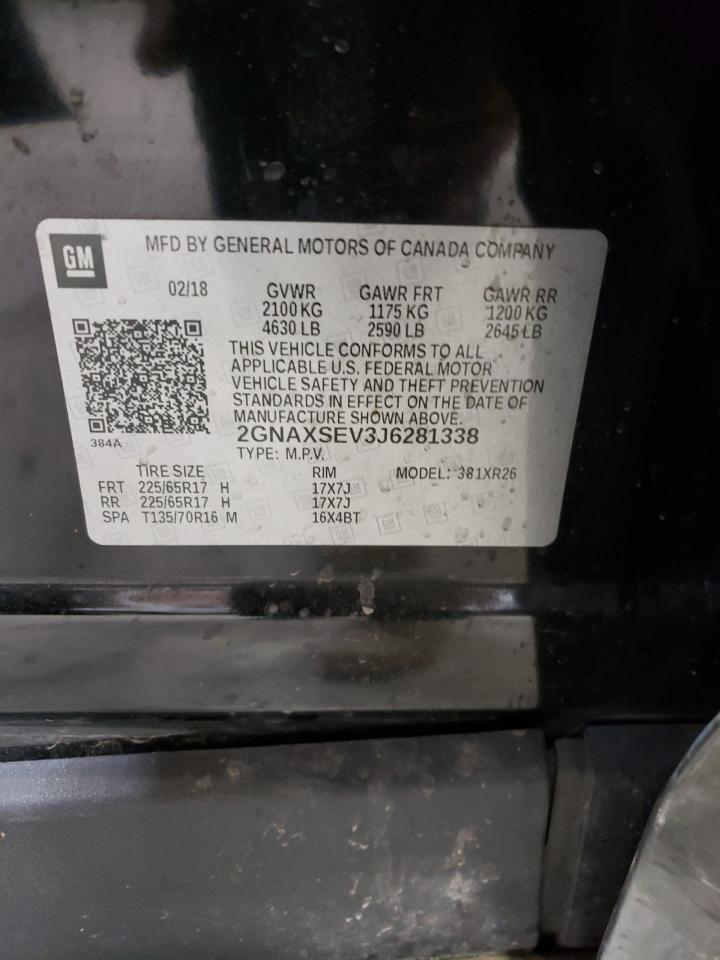 GM
MFD BY GENERAL MOTORS OF CANADA COMPANY
02/18 GVWR GAWR FRT GAWR RR
2100 KG 1175 KG 1200 KG
4630 LB 2590 LB 2645 LB
THIS VEHICLE CONFORMS TO ALL
APPLICABLE U.S. FEDERAL MOTOR
VEHICLE SAFETY AND THEFT PREVENTION
STANDARDS IN EFFECT ON THE DATE OF
MANUFACTURE SHOWN ABOVE.
384A 2GNAXSEV3J6281338
TYPE: M.P.V.
TIRE SIZE RIM MODEL: 381XR26
FRT 225/65R17 H 17X7J
RR 225/65R17 H 17X7J
SPA T135/70R16 M 16X4BT